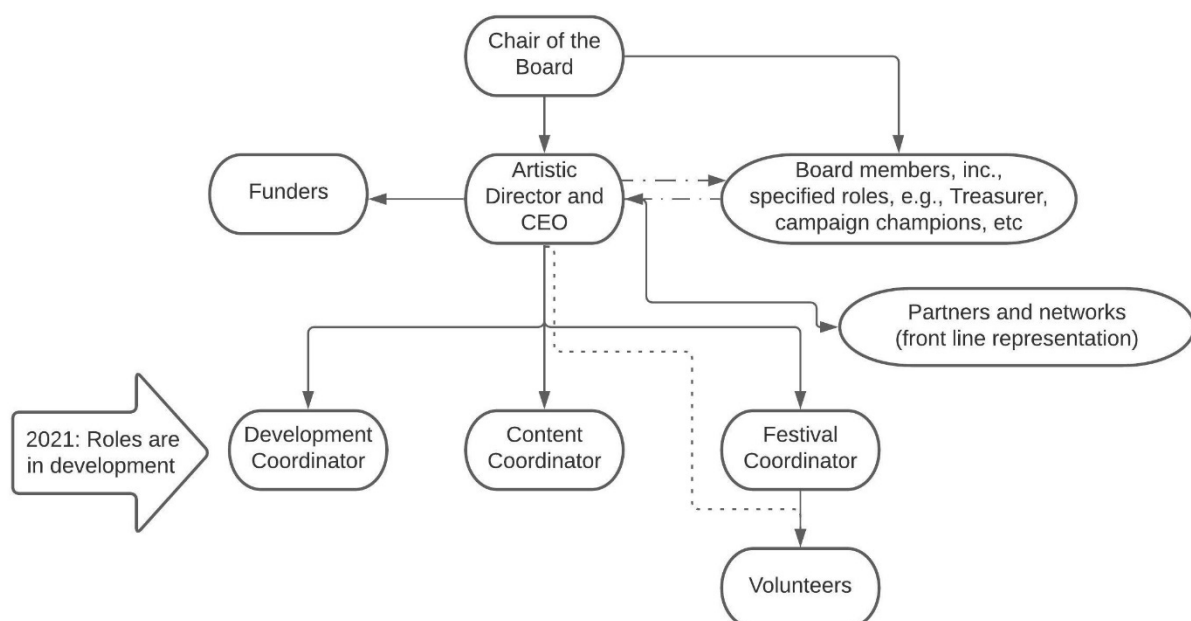 Chair of the
Board
Funders
Artistic
Director and
CEO
Board members, inc.,
specified roles, e.g., Treasurer,
campaign champions, etc
Partners and networks
(front line representation)
2021: Roles are
in development
Development
Coordinator
Content
Coordinator
Festival
Coordinator
Volunteers